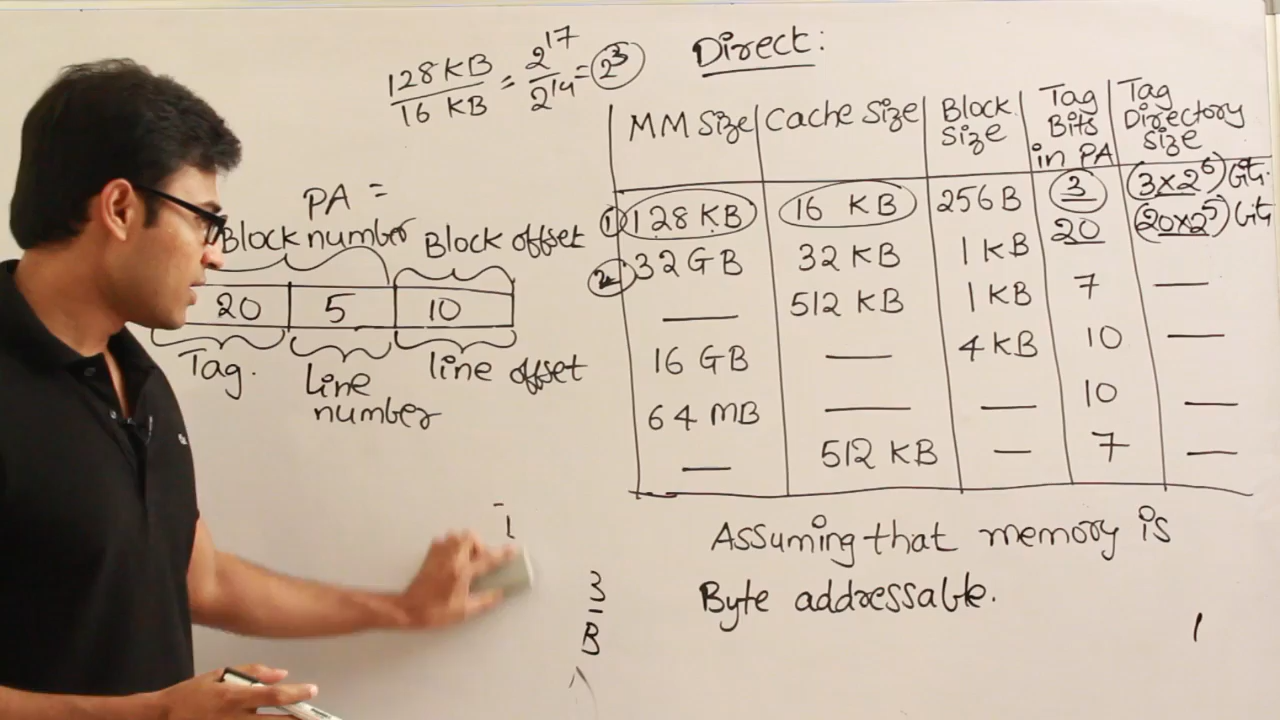 128 KB / 16 KB = 2^17 / 2^14 = 2^3
Direct:
MM Size | Cache Size | Block Size | Tag Bits in PA | Tag Directory Size
① 128 KB | 16 KB | 256 B | 3 | (3×2^6) bits.
② 32 GB | 32 KB | 1 KB | 20 | (20×2^5) bits
— | 512 KB | 1 KB | 7 | —
16 GB | — | 4 KB | 10 | —
64 MB | — | — | 10 | —
— | 512 KB | — | 7 | —
PA =
Block number Block offset
20 | 5 | 10
Tag. Line number line offset
Assuming that memory is
Byte addressable.
3
B